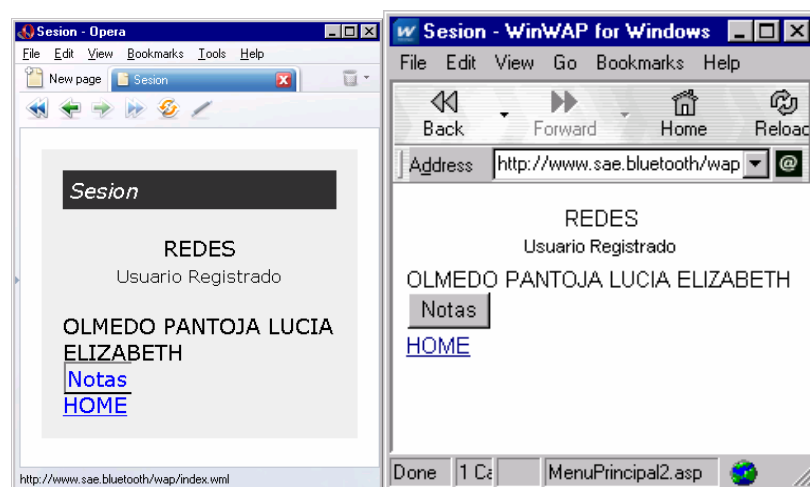 Sesion - Opera
File Edit View Bookmarks Tools Help
New page Sesion
Sesion
REDES
Usuario Registrado
OLMEDO PANTOJA LUCIA
ELIZABETH
Notas
HOME
http://www.sae.bluetooth/wap/index.wml
W Sesion - WinWAP for Windows
File Edit View Go Bookmarks Help
Back Forward Home Reload
Address http://www.sae.bluetooth/wap @
REDES
Usuario Registrado
OLMEDO PANTOJA LUCIA ELIZABETH
Notas
HOME
Done 1 Ca MenuPrincipal2.asp